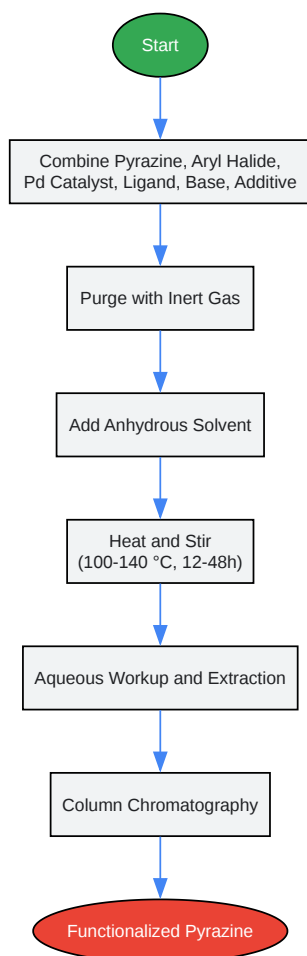 Start
Combine Pyrazine, Aryl Halide,
Pd Catalyst, Ligand, Base, Additive
Purge with Inert Gas
Add Anhydrous Solvent
Heat and Stir
(100-140 °C, 12-48h)
Aqueous Workup and Extraction
Column Chromatography
Functionalized Pyrazine